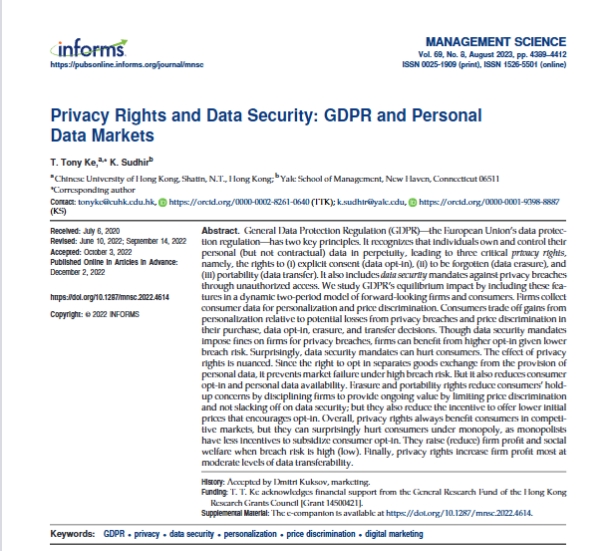 informs
https://pubsonline.informs.org/journal/mnsc
MANAGEMENT SCIENCE
Vol. 69, No. 8, August 2023, pp. 4389–4412
ISSN 0025-1909 (print), ISSN 1526-5501 (online)
Privacy Rights and Data Security: GDPR and Personal
Data Markets
T. Tony Ke,a,* K. Sudhirb
a Chinese University of Hong Kong, Shatin, N.T., Hong Kong; b Yale School of Management, New Haven, Connecticut 06511
*Corresponding author
Contact: tonyke@cuhk.edu.hk, https://orcid.org/0000-0002-8261-0640 (TTK); k.sudhir@yale.edu, https://orcid.org/0000-0001-9398-8887
(KS)
Received: July 6, 2020
Revised: June 10, 2022; September 14, 2022
Accepted: October 3, 2022
Published Online in Articles in Advance:
December 2, 2022
https://doi.org/10.1287/mnsc.2022.4614
Copyright: © 2022 INFORMS
Abstract. General Data Protection Regulation (GDPR)—the European Union's data protec-
tion regulation—has two key principles. It recognizes that individuals own and control their
personal (but not contractual) data in perpetuity, leading to three critical privacy rights,
namely, the rights to (i) explicit consent (data opt-in), (ii) to be forgotten (data erasure), and
(iii) portability (data transfer). It also includes data security mandates against privacy breaches
through unauthorized access. We study GDPR's equilibrium impact by including these fea-
tures in a dynamic two-period model of forward-looking firms and consumers. Firms collect
consumer data for personalization and price discrimination. Consumers trade off gains from
personalization relative to potential losses from privacy breaches and price discrimination in
their purchase, data opt-in, erasure, and transfer decisions. Though data security mandates
impose fines on firms for privacy breaches, firms can benefit from higher opt-in given lower
breach risk. Surprisingly, data security mandates can hurt consumers. The effect of privacy
rights is nuanced. Since the right to opt in separates goods exchange from the provision of
personal data, it prevents market failure under high breach risk. But it also reduces consumer
opt-in and personal data availability. Erasure and portability rights reduce consumers' hold-
up concerns by disciplining firms to provide ongoing value by limiting price discrimination
and not slacking off on data security; but they also reduce the incentive to offer lower initial
prices that encourages opt-in. Overall, privacy rights always benefit consumers in competi-
tive markets, but they can surprisingly hurt consumers under monopoly, as monopolists
have less incentives to subsidize consumer opt-in. They raise (reduce) firm profit and social
welfare when breach risk is high (low). Finally, privacy rights increase firm profit most at
moderate levels of data transferability.
History: Accepted by Dmitri Kuksov, marketing.
Funding: T. T. Ke acknowledges financial support from the General Research Fund of the Hong Kong
Research Grants Council [Grant 14500421].
Supplemental Material: The e-companion is available at https://doi.org/10.1287/mnsc.2022.4614.
Keywords: GDPR • privacy • data security • personalization • price discrimination • digital marketing